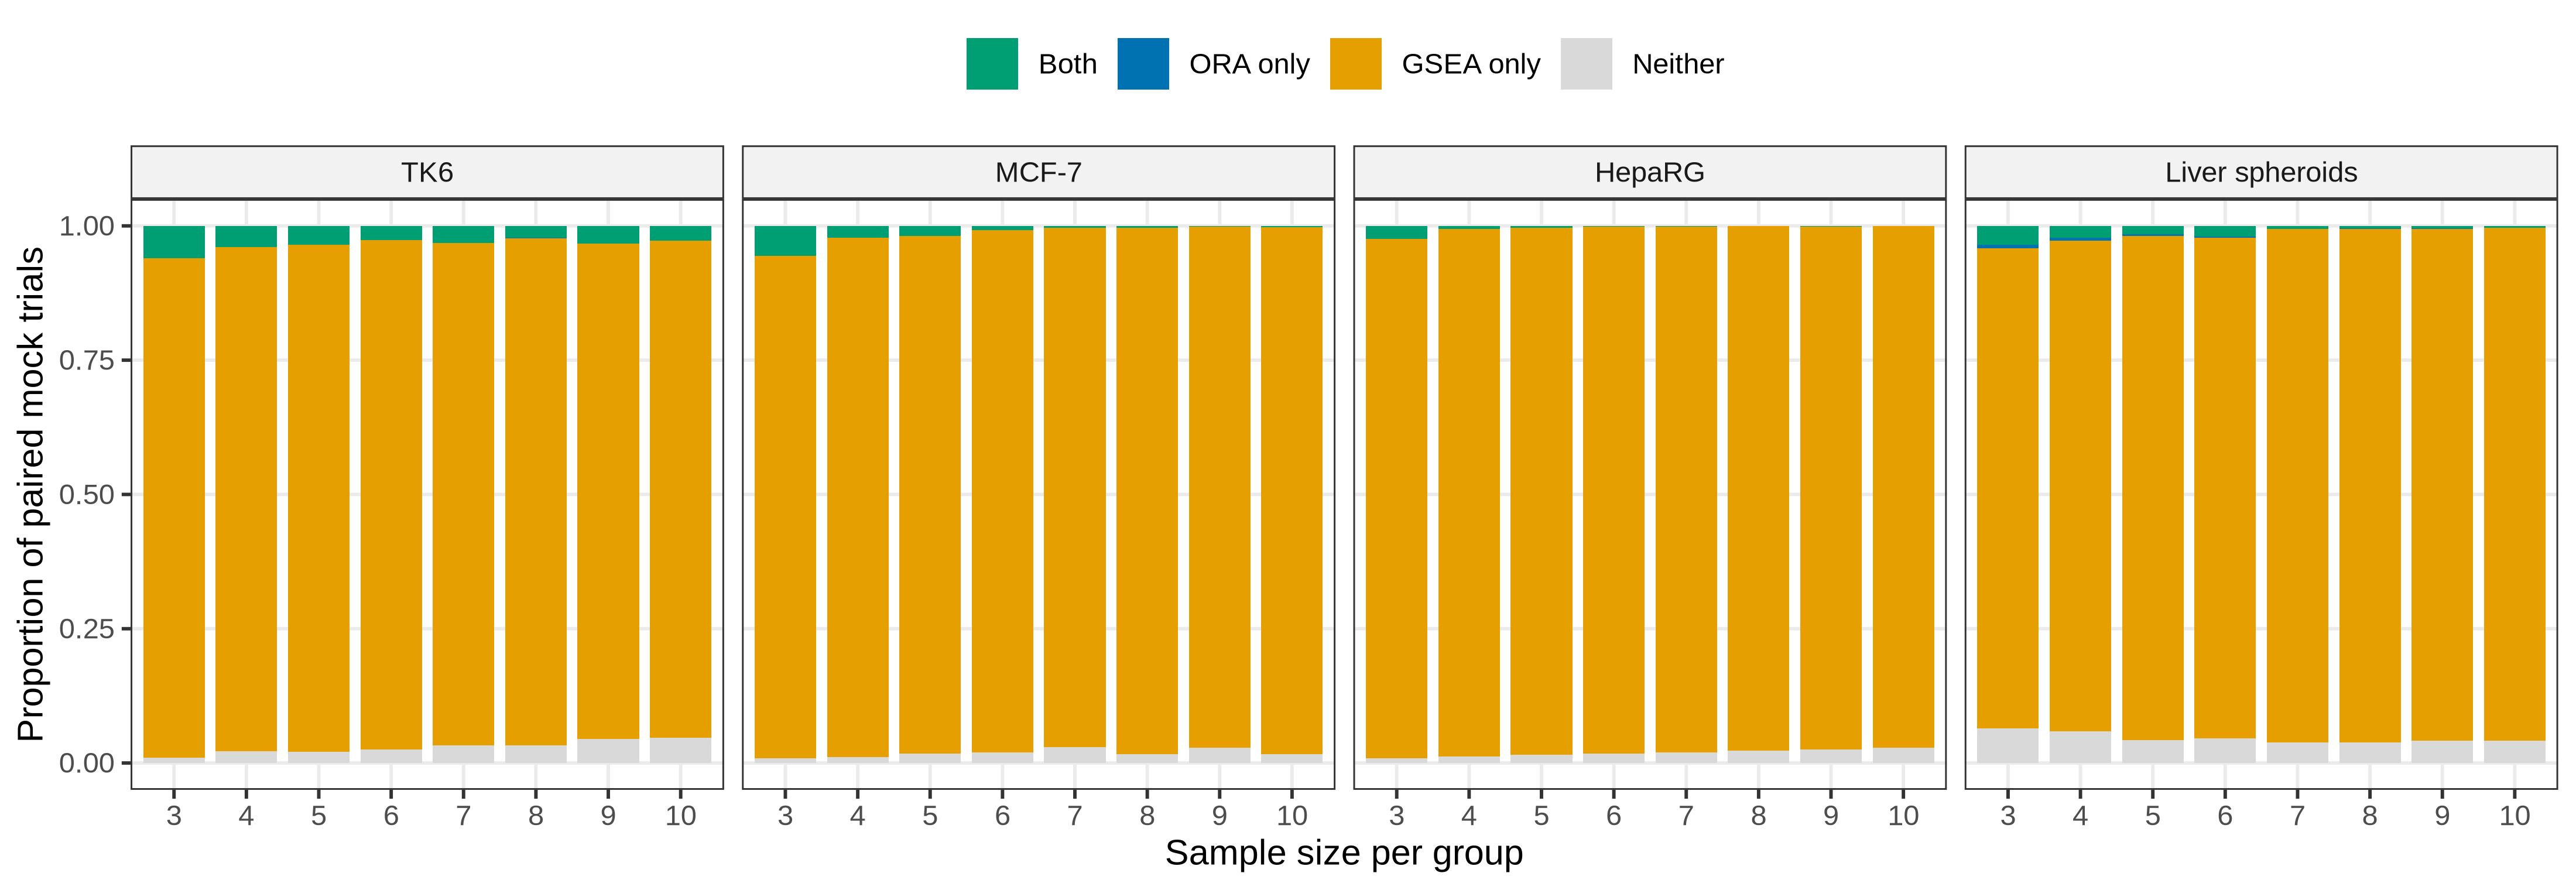 Both ORA only GSEA only Neither
TK6 MCF-7 HepaRG Liver spheroids
Proportion of paired mock trials
1.00
0.75
0.50
0.25
0.00
3 4 5 6 7 8 9 10 3 4 5 6 7 8 9 10 3 4 5 6 7 8 9 10 3 4 5 6 7 8 9 10
Sample size per group